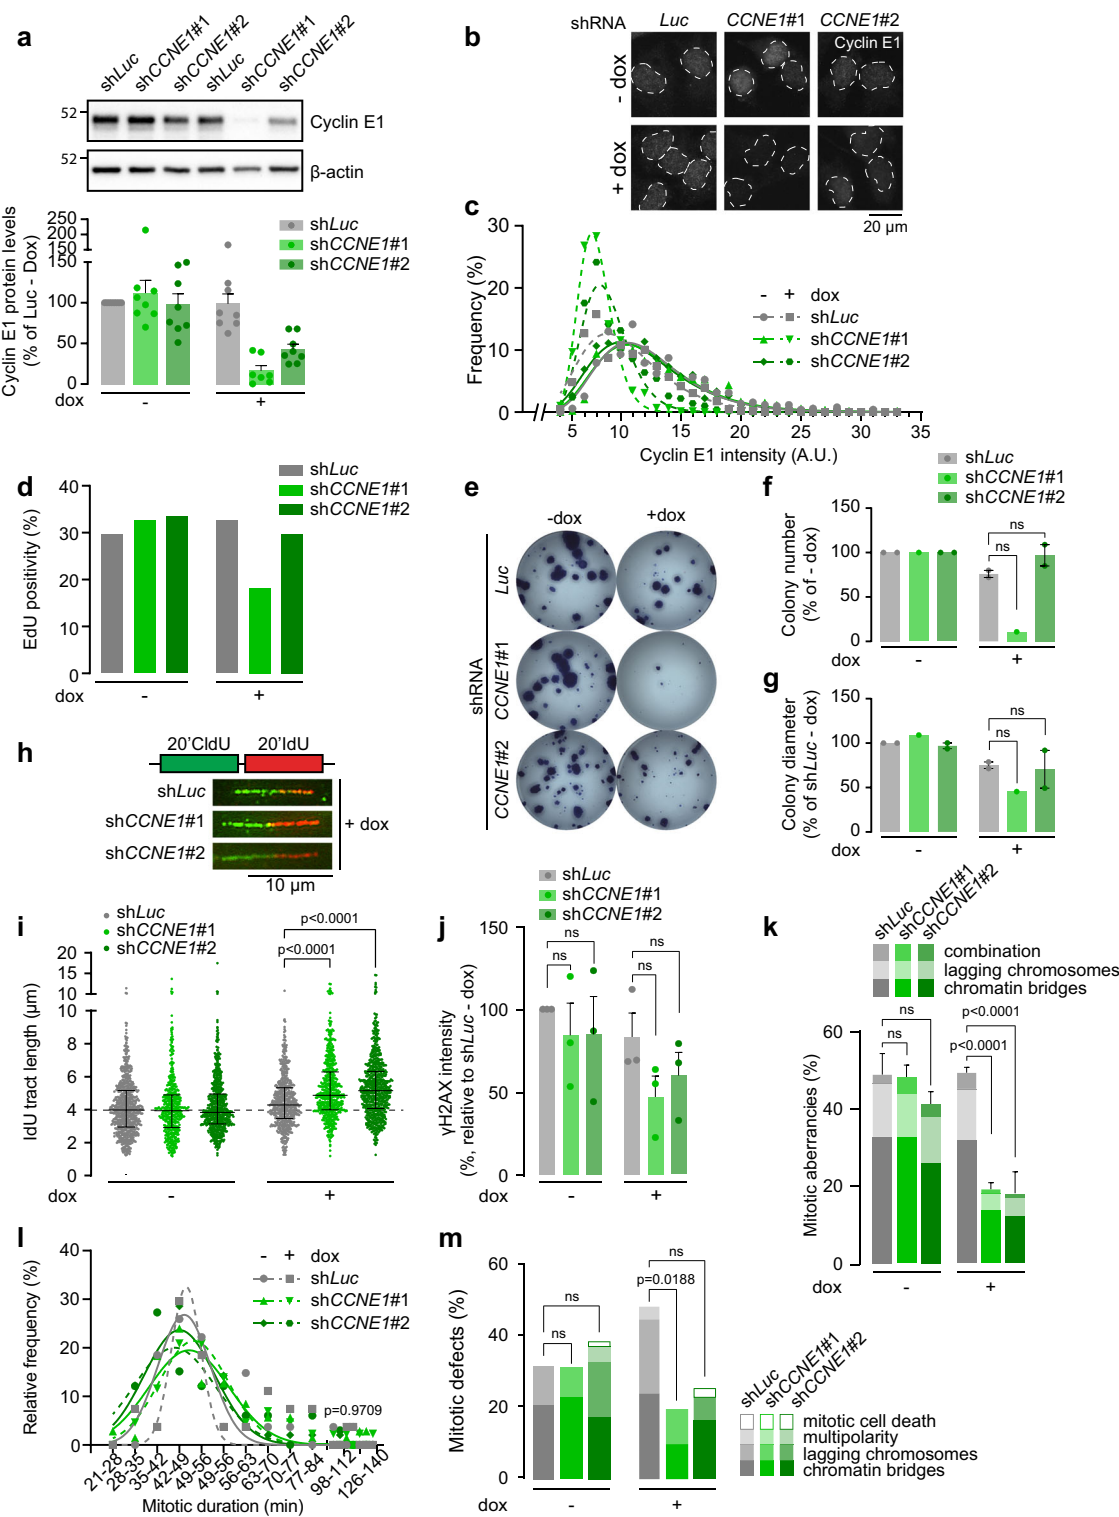 a
shLuc
shCCNE1#1
shCCNE1#2
shLuc
shCCNE1#1
shCCNE1#2
52
Cyclin E1
52
β-actin
Cyclin E1 protein levels
(% of Luc - Dox)
250
200
150
150
100
50
0
shLuc
shCCNE1#1
shCCNE1#2
dox
-
+
b
shRNA
Luc
CCNE1#1
CCNE1#2
Cyclin E1
- dox
+ dox
20 µm
c
Frequency (%)
30
20
10
0
5
10
15
20
25
30
35
Cyclin E1 intensity (A.U.)
- + dox
shLuc
shCCNE1#1
shCCNE1#2
d
EdU positivity (%)
40
30
20
10
0
shLuc
shCCNE1#1
shCCNE1#2
dox
-
+
e
-dox
+dox
shRNA
Luc
CCNE1#1
CCNE1#2
f
shLuc
shCCNE1#1
shCCNE1#2
Colony number
(% of - dox)
150
100
50
0
ns
ns
dox
-
+
g
Colony diameter
(% of shLuc - dox)
150
100
50
0
ns
ns
dox
-
+
h
20'CldU
20'IdU
shLuc
shCCNE1#1
shCCNE1#2
+ dox
10 µm
i
shLuc
shCCNE1#1
shCCNE1#2
p<0.0001
p<0.0001
IdU tract length (µm)
20
15
10
10
8
6
4
2
0
dox
-
+
j
shLuc
shCCNE1#1
shCCNE1#2
γH2AX intensity
(%, relative to shLuc - dox)
150
100
50
0
ns
ns
ns
ns
dox
-
+
k
shLuc
shCCNE1#1
shCCNE1#2
combination
lagging chromosomes
chromatin bridges
Mitotic aberrancies (%)
60
40
20
0
ns
ns
p<0.0001
p<0.0001
dox
-
+
l
Relative frequency (%)
40
30
20
10
0
- + dox
shLuc
shCCNE1#1
shCCNE1#2
p=0.9709
21-28
28-35
35-42
42-49
49-56
49-56
56-63
63-70
70-77
77-84
98-112
126-140
Mitotic duration (min)
m
Mitotic defects (%)
60
40
20
0
ns
ns
ns
p=0.0188
dox
-
+
shLuc
shCCNE1#1
shCCNE1#2
mitotic cell death
multipolarity
lagging chromosomes
chromatin bridges